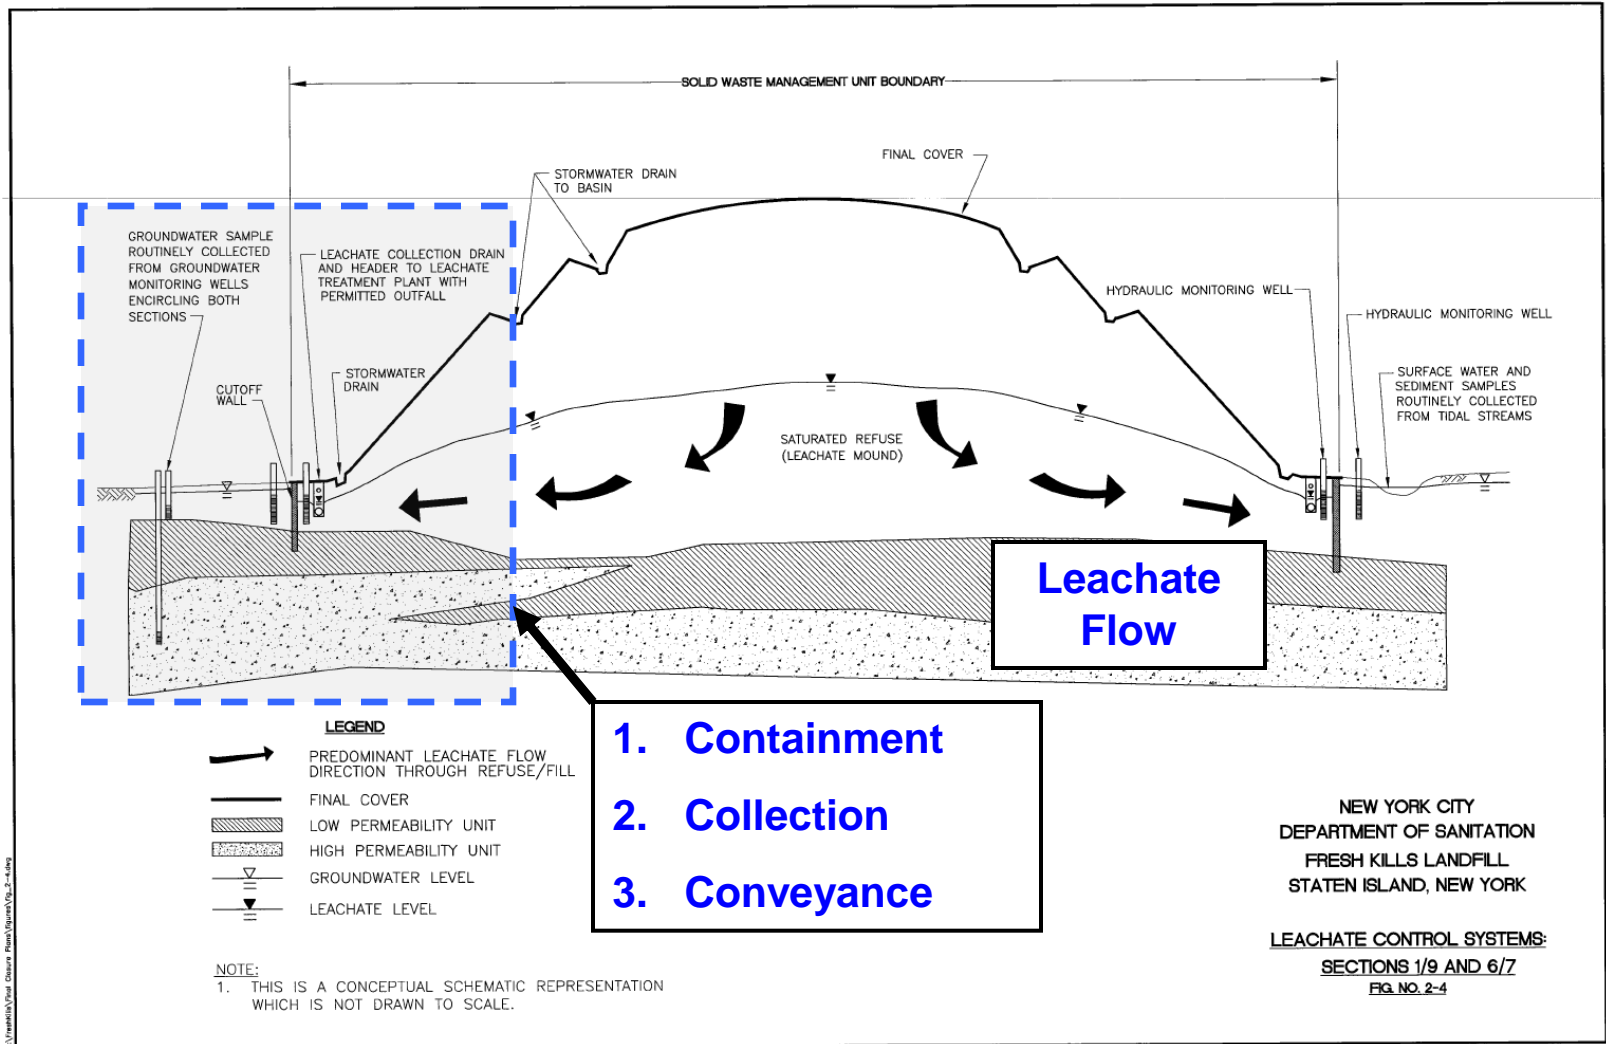 SOLID WASTE MANAGEMENT UNIT BOUNDARY
FINAL COVER
STORMWATER DRAIN
TO BASIN
GROUNDWATER SAMPLE
ROUTINELY COLLECTED
FROM GROUNDWATER
MONITORING WELLS
ENCIRCLING BOTH
SECTIONS
LEACHATE COLLECTION DRAIN
AND HEADER TO LEACHATE
TREATMENT PLANT WITH
PERMITTED OUTFALL
HYDRAULIC MONITORING WELL
HYDRAULIC MONITORING WELL
STORMWATER
DRAIN
CUTOFF
WALL
SURFACE WATER AND
SEDIMENT SAMPLES
ROUTINELY COLLECTED
FROM TIDAL STREAMS
SATURATED REFUSE
(LEACHATE MOUND)
Leachate
Flow
1. Containment
2. Collection
3. Conveyance
LEGEND
PREDOMINANT LEACHATE FLOW
DIRECTION THROUGH REFUSE/FILL
FINAL COVER
LOW PERMEABILITY UNIT
HIGH PERMEABILITY UNIT
GROUNDWATER LEVEL
LEACHATE LEVEL
NOTE:
1. THIS IS A CONCEPTUAL SCHEMATIC REPRESENTATION
WHICH IS NOT DRAWN TO SCALE.
NEW YORK CITY
DEPARTMENT OF SANITATION
FRESH KILLS LANDFILL
STATEN ISLAND, NEW YORK
LEACHATE CONTROL SYSTEMS:
SECTIONS 1/9 AND 6/7
FIG. NO. 2-4